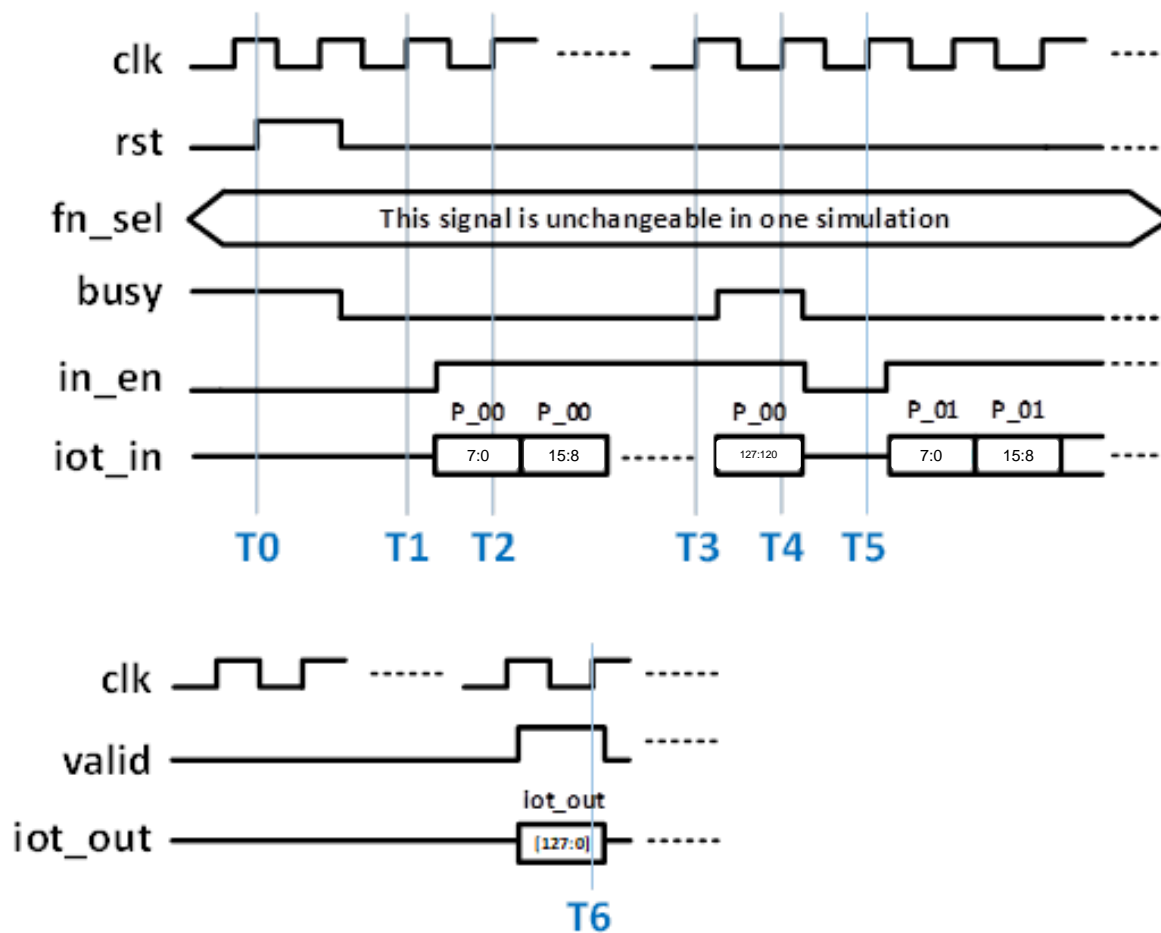 clk
rst
fn_sel
This signal is unchangeable in one simulation
busy
in_en
P_00 P_00 P_00 P_01 P_01
iot_in
7:0 15:8 127:120 7:0 15:8
T0 T1 T2 T3 T4 T5
clk
valid
iot_out
iot_out
[127:0]
T6